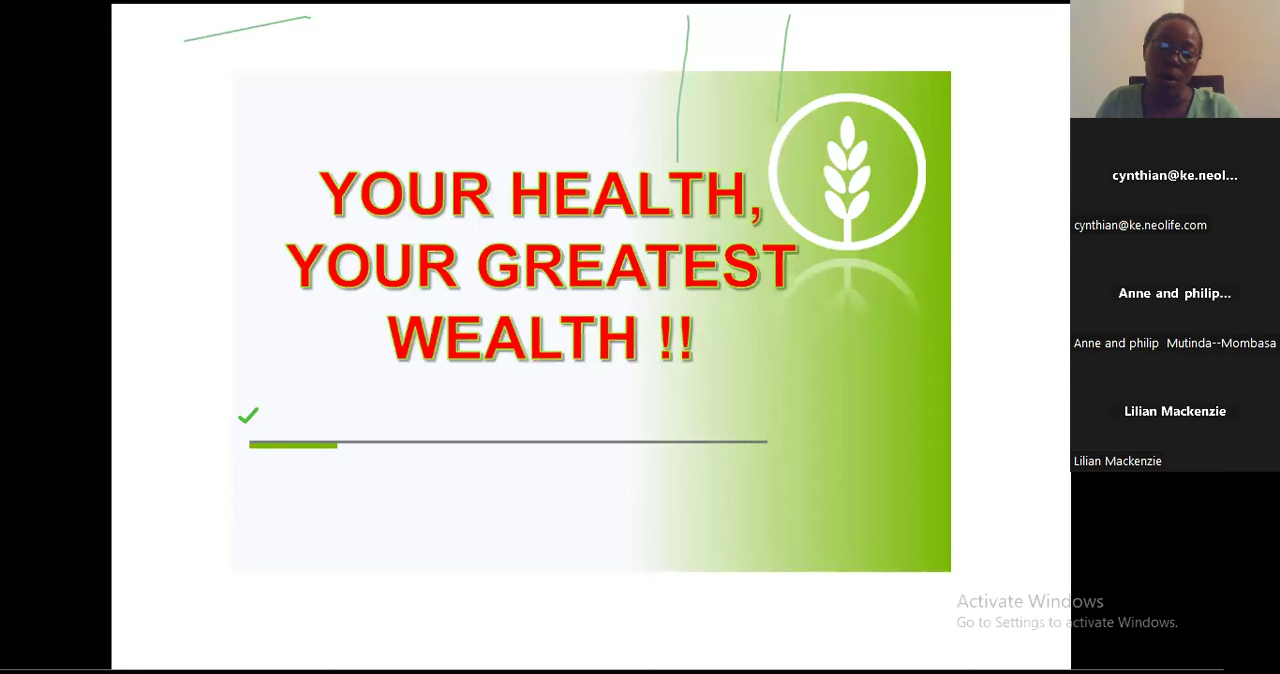 YOUR HEALTH,
YOUR GREATEST
WEALTH !!
cynthian@ke.neol...
cynthian@ke.neolife.com
Anne and philip...
Anne and philip Mutinda--Mombasa
Lilian Mackenzie
Lilian Mackenzie
Activate Windows
Go to Settings to activate Windows.